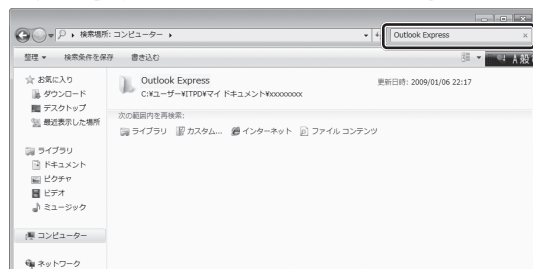 検索場所: コンピューター
Outlook Express
整理 検索条件を保存 書き込む
般
お気に入り
ダウンロード
デスクトップ
最近表示した場所
ライブラリ
ドキュメント
ピクチャ
ビデオ
ミュージック
コンピューター
ネットワーク
Outlook Express
C:¥ユーザー¥ITPD¥マイ ドキュメント¥xxxxxxxx
更新日時: 2009/01/06 22:17
次の範囲内を再検索:
ライブラリ カスタム... インターネット ファイル コンテンツ